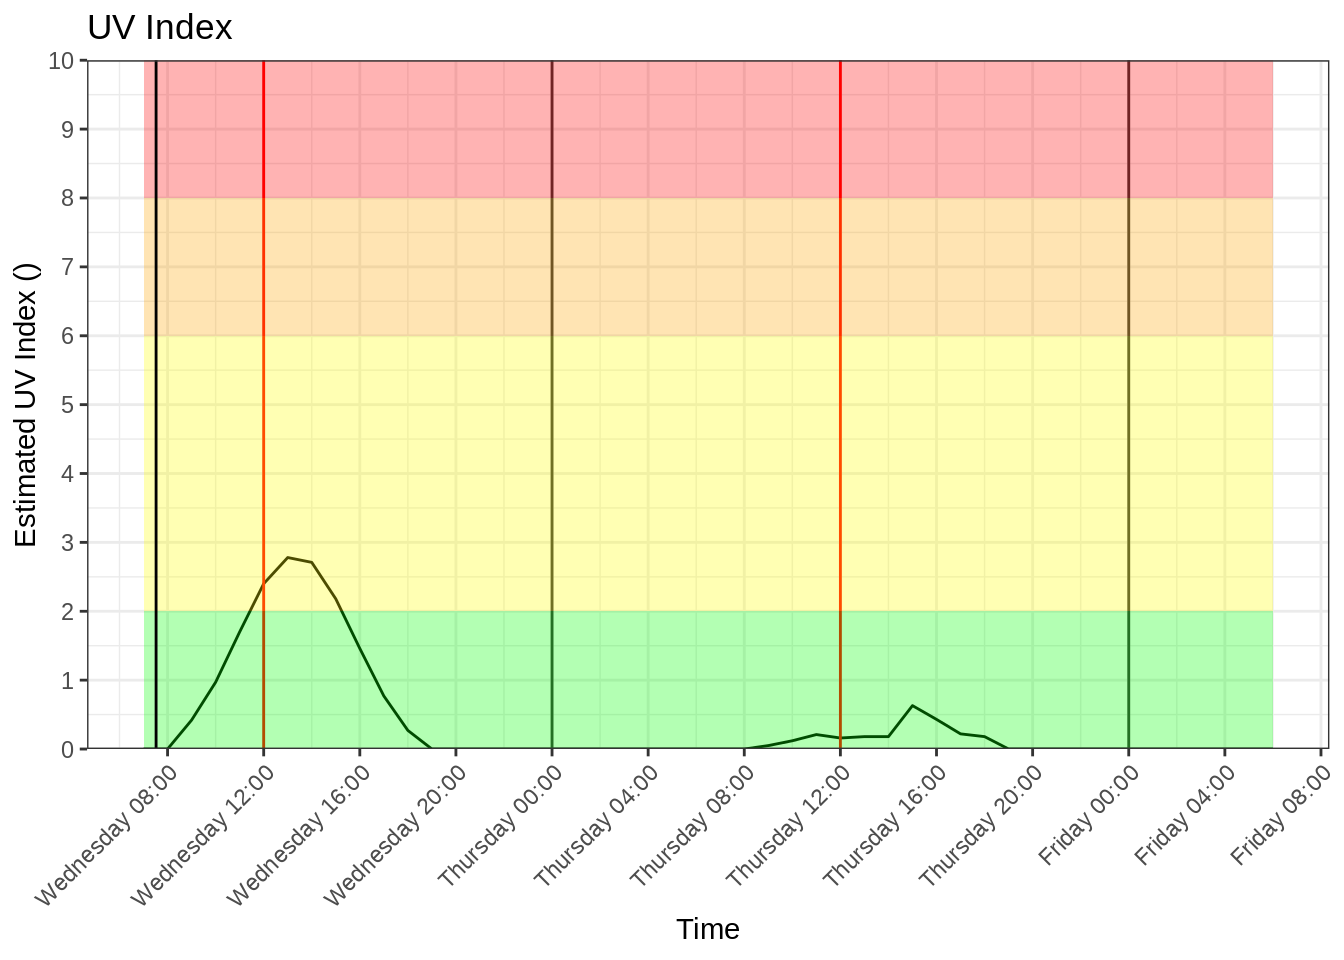 UV Index
Estimated UV Index ()
10
9
8
7
6
5
4
3
2
1
0
Wednesday 08:00
Wednesday 12:00
Wednesday 16:00
Wednesday 20:00
Thursday 00:00
Thursday 04:00
Thursday 08:00
Thursday 12:00
Thursday 16:00
Thursday 20:00
Friday 00:00
Friday 04:00
Friday 08:00
Time